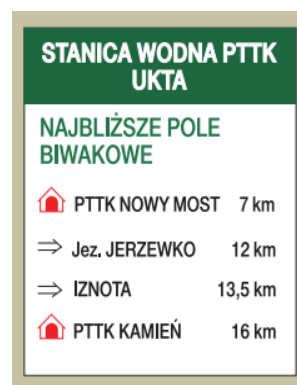 STANICA WODNA PTTK
UKTA
NAJBLIŻSZE POLE
BIWAKOWE
PTTK NOWY MOST 7 km
⇒ Jez. JERZEWKO 12 km
⇒ IZNOTA 13,5 km
PTTK KAMIEŃ 16 km